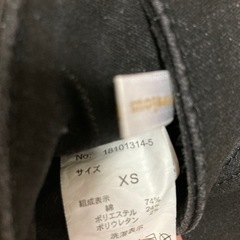 No. 18101314-5
サイズ
XS
組成表示
綿 74%
ポリエステル
ポリウレタン
洗濯表示